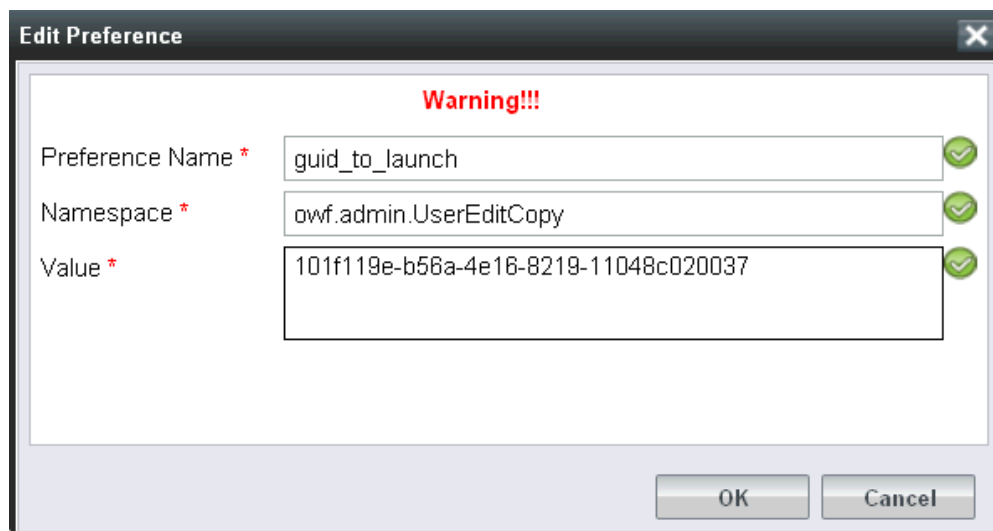 Edit Preference
Warning!!!
Preference Name * guid_to_launch
Namespace * owf.admin.UserEditCopy
Value * 101f119e-b56a-4e16-8219-11048c020037
OK Cancel